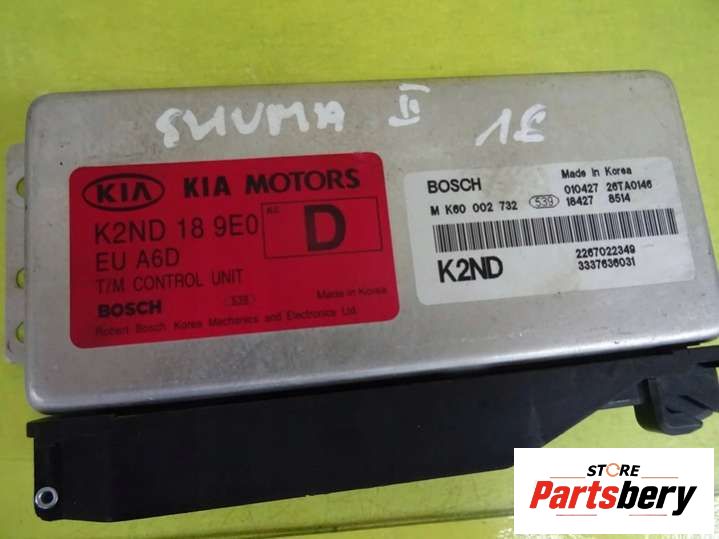 SHUMA II 1E
KIA KIA MOTORS
K2ND 18 9E0
EU A6D
T/M CONTROL UNIT
BOSCH 539 Made in Korea
Robert Bosch Korea Mechanics and Electronics Ltd.
D
BOSCH Made in Korea
010427 26TA0146
M K60 002 732 539 18427 8514
K2ND 2267022349
3337636031
STORE
Partsbery